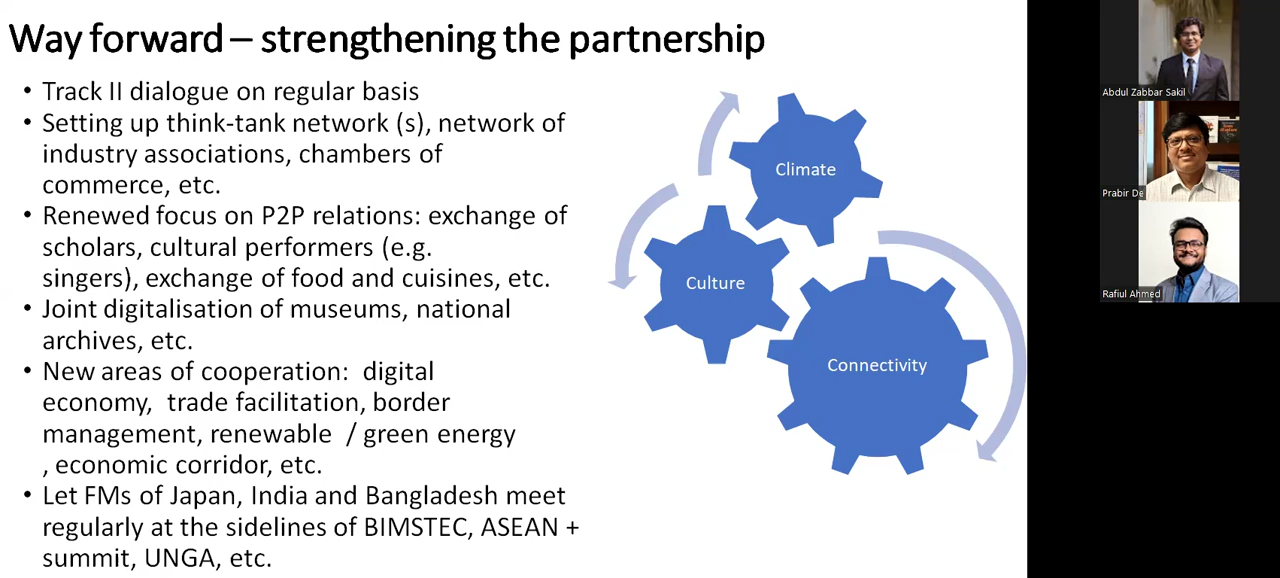 Way forward – strengthening the partnership
• Track II dialogue on regular basis
• Setting up think-tank network (s), network of
industry associations, chambers of
commerce, etc.
• Renewed focus on P2P relations: exchange of
scholars, cultural performers (e.g.
singers), exchange of food and cuisines, etc.
• Joint digitalisation of museums, national
archives, etc.
• New areas of cooperation:  digital
economy,  trade facilitation, border
management, renewable  / green energy
, economic corridor, etc.
• Let FMs of Japan, India and Bangladesh meet
regularly at the sidelines of BIMSTEC, ASEAN +
summit, UNGA, etc.
Climate
Culture
Connectivity
Abdul Zabbar Sakil
Prabir De
Rafiul Ahmed